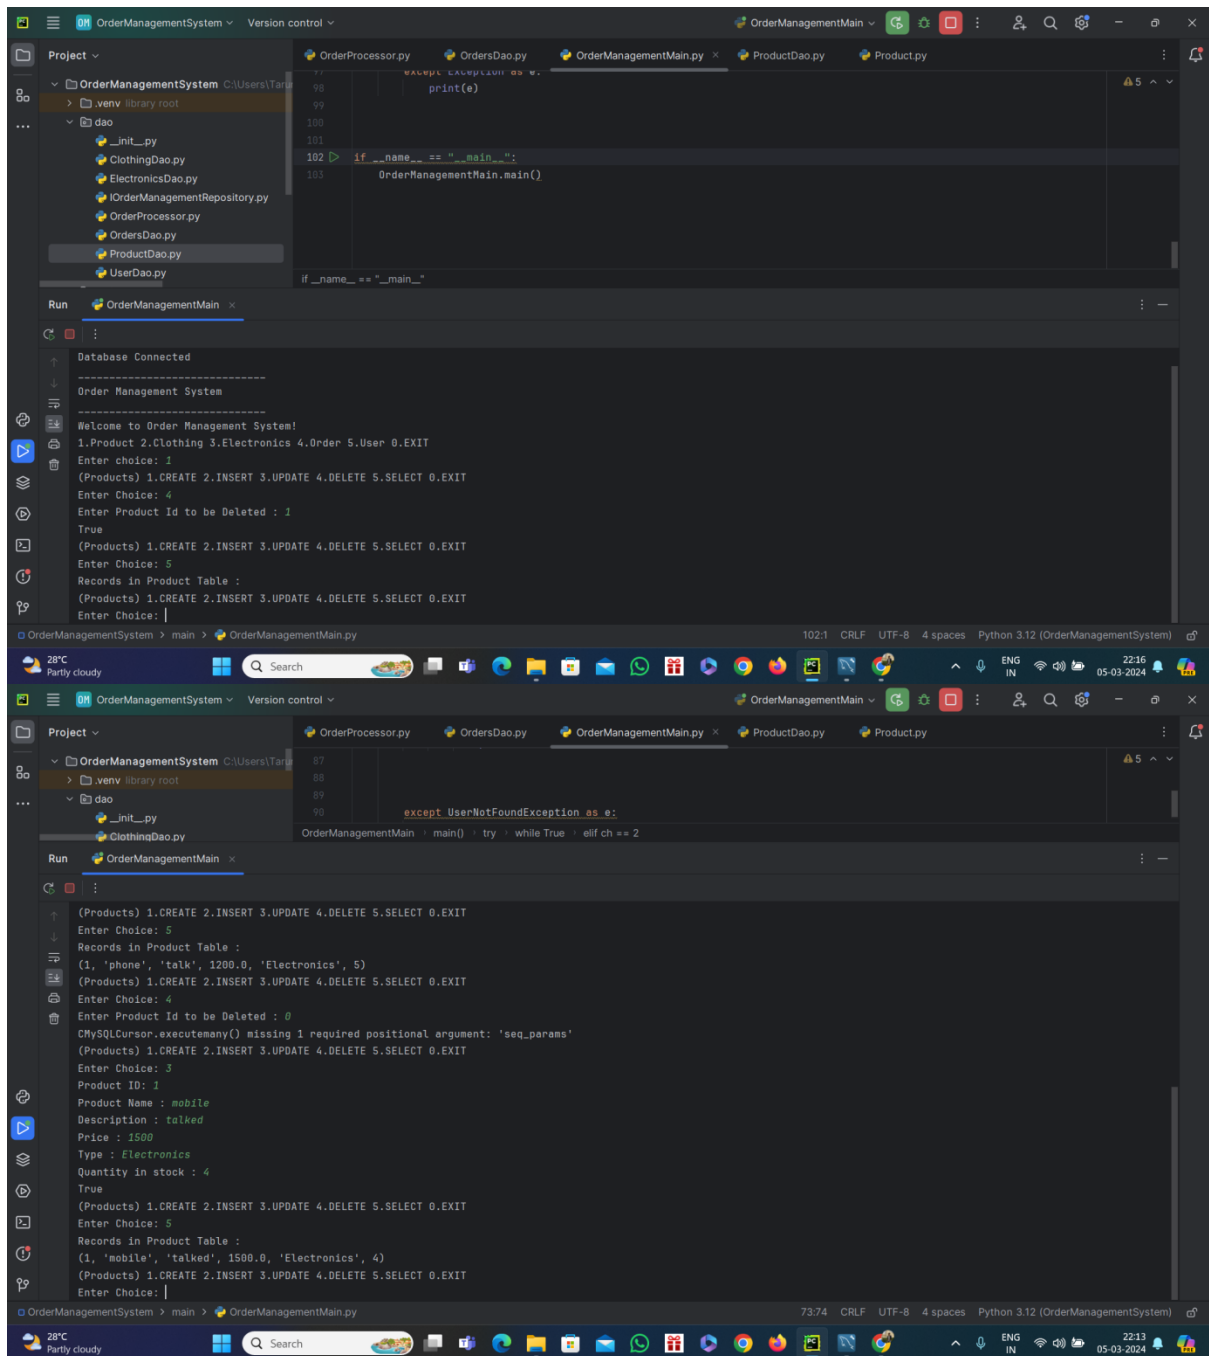 OM OrderManagementSystem Version control OrderManagementMain
Project OrderProcessor.py OrdersDao.py OrderManagementMain.py ProductDao.py Product.py
OrderManagementSystem C:\Users\Taru
.venv library root
dao
__init__.py
ClothingDao.py
ElectronicsDao.py
IOrderManagementRepository.py
OrderProcessor.py
OrdersDao.py
ProductDao.py
UserDao.py
97 except Exception as e:
98 print(e)
99
100
101
102 if __name__ == "__main__":
103 OrderManagementMain.main()
5
if __name__ == "__main__"
Run OrderManagementMain
Database Connected
------------------------------
Order Management System
------------------------------
Welcome to Order Management System!
1.Product 2.Clothing 3.Electronics 4.Order 5.User 0.EXIT
Enter choice: 1
(Products) 1.CREATE 2.INSERT 3.UPDATE 4.DELETE 5.SELECT 0.EXIT
Enter Choice: 4
Enter Product Id to be Deleted : 1
True
(Products) 1.CREATE 2.INSERT 3.UPDATE 4.DELETE 5.SELECT 0.EXIT
Enter Choice: 5
Records in Product Table :
(Products) 1.CREATE 2.INSERT 3.UPDATE 4.DELETE 5.SELECT 0.EXIT
Enter Choice:
OrderManagementSystem > main > OrderManagementMain.py 102:1 CRLF UTF-8 4 spaces Python 3.12 (OrderManagementSystem)
28°C
Partly cloudy
Search
ENG
IN
22:16
05-03-2024
OM OrderManagementSystem Version control OrderManagementMain
Project OrderProcessor.py OrdersDao.py OrderManagementMain.py ProductDao.py Product.py
OrderManagementSystem C:\Users\Taru
.venv library root
dao
__init__.py
ClothingDao.py
87
88
89
90 except UserNotFoundException as e:
5
OrderManagementMain main() try while True elif ch == 2
Run OrderManagementMain
(Products) 1.CREATE 2.INSERT 3.UPDATE 4.DELETE 5.SELECT 0.EXIT
Enter Choice: 5
Records in Product Table :
(1, 'phone', 'talk', 1200.0, 'Electronics', 5)
(Products) 1.CREATE 2.INSERT 3.UPDATE 4.DELETE 5.SELECT 0.EXIT
Enter Choice: 4
Enter Product Id to be Deleted : 0
CMySQLCursor.executemany() missing 1 required positional argument: 'seq_params'
(Products) 1.CREATE 2.INSERT 3.UPDATE 4.DELETE 5.SELECT 0.EXIT
Enter Choice: 3
Product ID: 1
Product Name : mobile
Description : talked
Price : 1500
Type : Electronics
Quantity in stock : 4
True
(Products) 1.CREATE 2.INSERT 3.UPDATE 4.DELETE 5.SELECT 0.EXIT
Enter Choice: 5
Records in Product Table :
(1, 'mobile', 'talked', 1500.0, 'Electronics', 4)
(Products) 1.CREATE 2.INSERT 3.UPDATE 4.DELETE 5.SELECT 0.EXIT
Enter Choice:
OrderManagementSystem > main > OrderManagementMain.py 73:74 CRLF UTF-8 4 spaces Python 3.12 (OrderManagementSystem)
28°C
Partly cloudy
Search
ENG
IN
22:13
05-03-2024